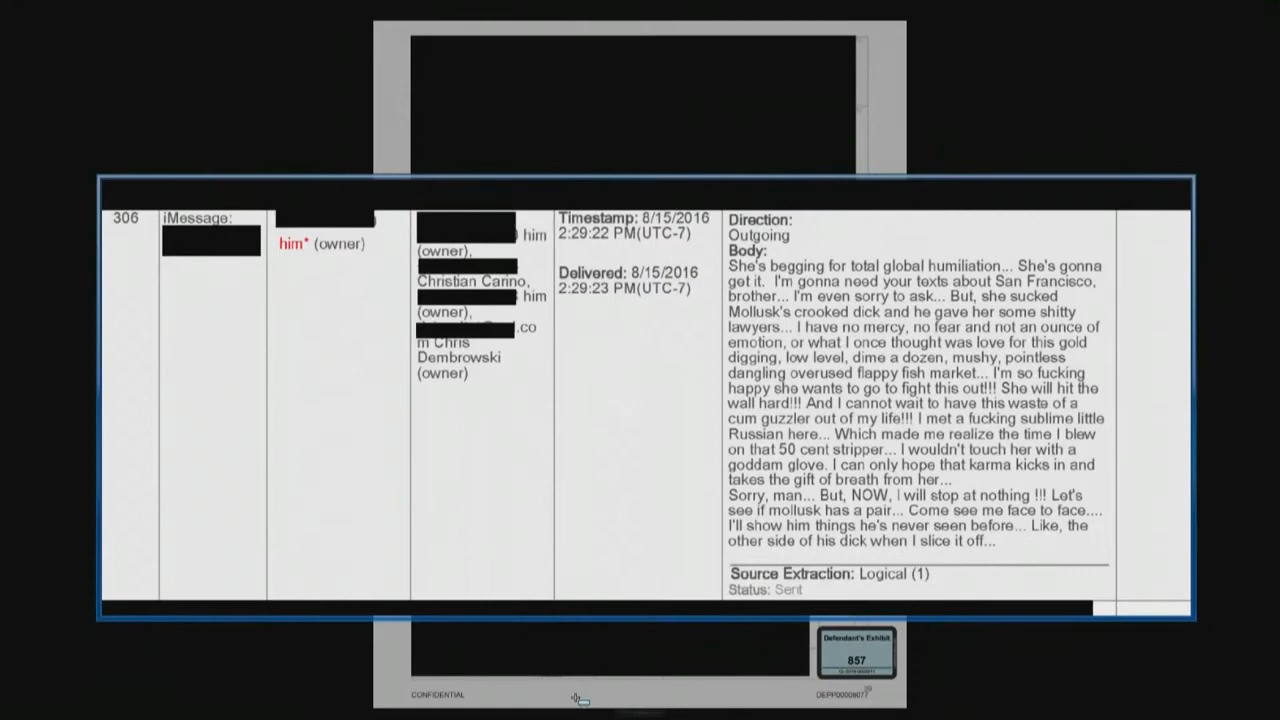 306
iMessage:
him* (owner)
him
(owner),
Christian Carino,
him
(owner),
.co
m Chris
Dembrowski
(owner)
Timestamp: 8/15/2016
2:29:22 PM(UTC-7)
Delivered: 8/15/2016
2:29:23 PM(UTC-7)
Direction:
Outgoing
Body:
She's begging for total global humiliation... She's gonna
get it. I'm gonna need your texts about San Francisco,
brother... I'm even sorry to ask... But, she sucked
Mollusk's crooked dick and he gave her some shitty
lawyers... I have no mercy, no fear and not an ounce of
emotion, or what I once thought was love for this gold
digging, low level, dime a dozen, mushy, pointless
dangling overused flappy fish market... I'm so fucking
happy she wants to go to fight this out!!! She will hit the
wall hard!!! And I cannot wait to have this waste of a
cum guzzler out of my life!!! I met a fucking sublime little
Russian here... Which made me realize the time I blew
on that 50 cent stripper... I wouldn't touch her with a
goddam glove. I can only hope that karma kicks in and
takes the gift of breath from her...
Sorry, man... But, NOW, I will stop at nothing !!! Let's
see if mollusk has a pair... Come see me face to face....
I'll show him things he's never seen before... Like, the
other side of his dick when I slice it off...
Source Extraction: Logical (1)
Status: Sent
Defendant's Exhibit
857
CONFIDENTIAL